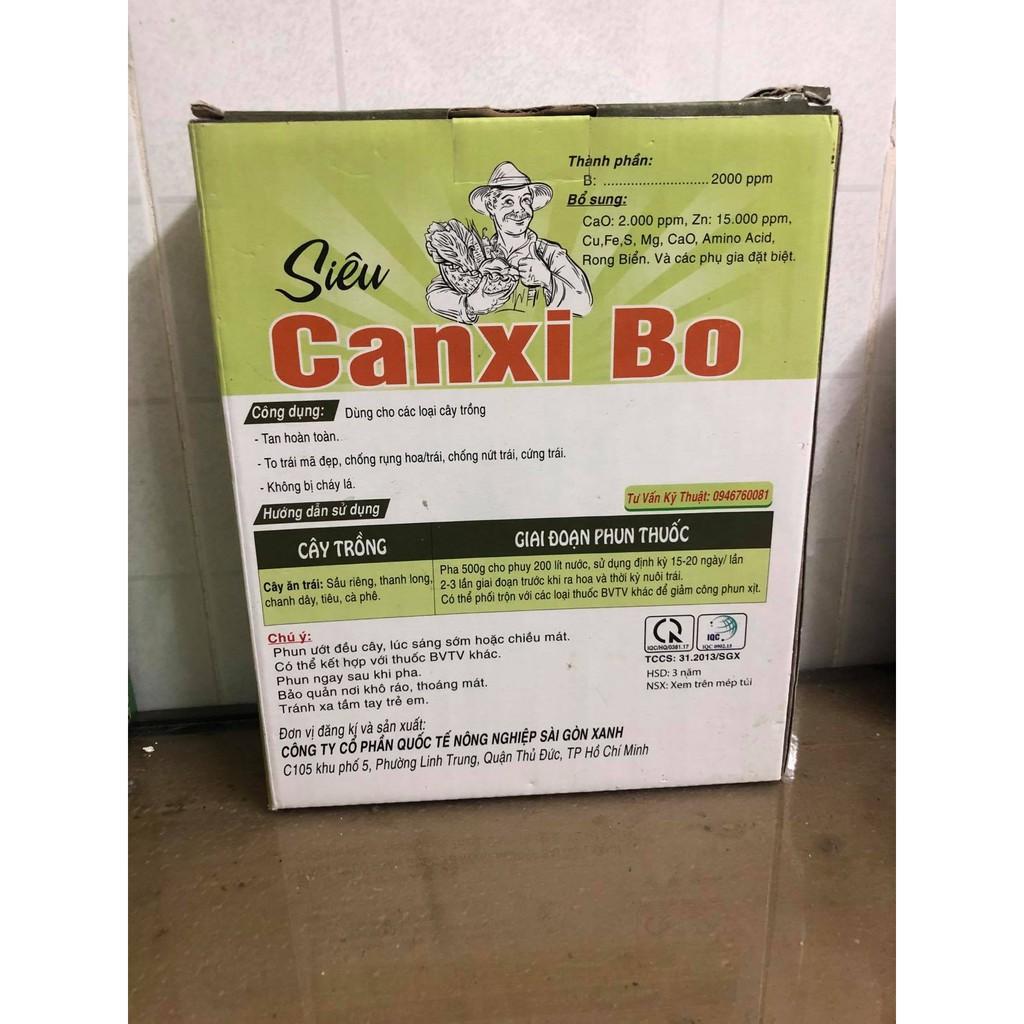 Thành phần:
B: ........................... 2000 ppm
Bổ sung:
CaO: 2.000 ppm, Zn: 15.000 ppm,
Cu,Fe,S, Mg, CaO, Amino Acid,
Rong Biển. Và các phụ gia đặt biệt.
Siêu
Canxi Bo
Công dụng: Dùng cho các loại cây trồng
- Tan hoàn toàn.
- To trái mã đẹp, chống rụng hoa/trái, chống nứt trái, cứng trái.
- Không bị cháy lá.
Tư Vấn Kỹ Thuật: 0946760081
Hướng dẫn sử dụng
CÂY TRỒNG
GIAI ĐOẠN PHUN THUỐC
Cây ăn trái: Sầu riêng, thanh long,
chanh dây, tiêu, cà phê.
Pha 500g cho phuy 200 lít nước, sử dụng định kỳ 15-20 ngày/ lần
2-3 lần giai đoạn trước khi ra hoa và thời kỳ nuôi trái.
Có thể phối trộn với các loại thuốc BVTV khác để giảm công phun xịt.
Chú ý:
Phun ướt đều cây, lúc sáng sớm hoặc chiều mát.
Có thể kết hợp với thuốc BVTV khác.
Phun ngay sau khi pha.
Bảo quản nơi khô ráo, thoáng mát.
Tránh xa tầm tay trẻ em.
IQC/HQ/0381.17
IQC
IQC 0902.15
TCCS: 31.2013/SGX
HSD: 3 năm
NSX: Xem trên mép túi
Đơn vị đăng kí và sản xuất:
CÔNG TY CỔ PHẦN QUỐC TẾ NÔNG NGHIỆP SÀI GÒN XANH
C105 khu phố 5, Phường Linh Trung, Quận Thủ Đức, TP Hồ Chí Minh